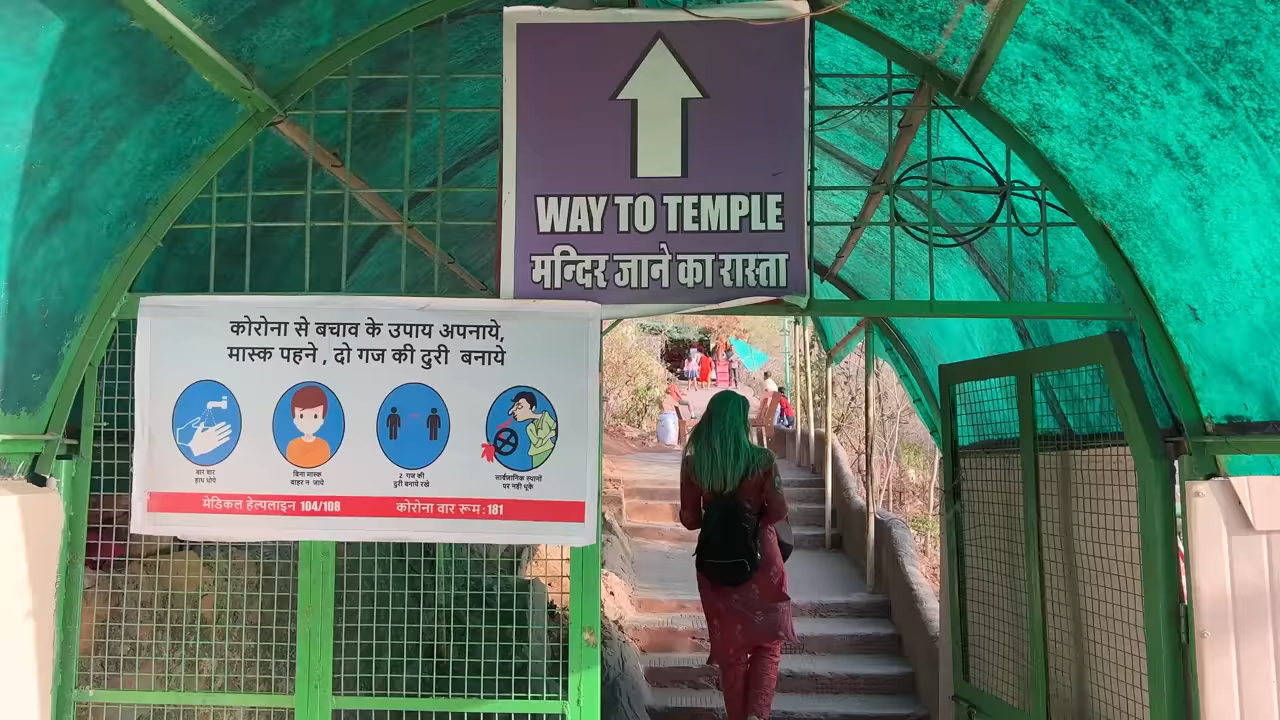 WAY TO TEMPLE
मन्दिर जाने का रास्ता
कोरोना से बचाव के उपाय अपनाये,
मास्क पहने , दो गज की दुरी बनाये
बार बार
हाथ धोये
बिना मास्क
बाहर न जाये
2 गज की
दुरी बनाये रखे
सार्वजानिक स्थानों
पर नही थूके
मेडिकल हेल्पलाइन 104/108
कोरोना वार रूम : 181